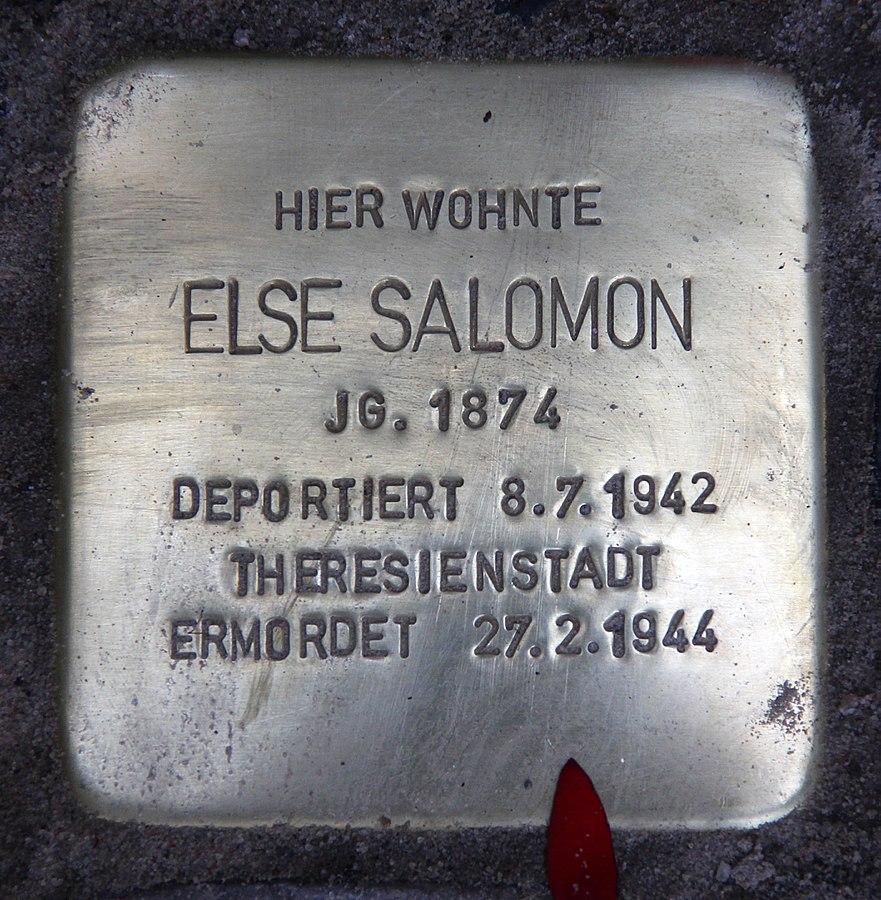 HIER WOHNTE
ELSE SALOMON
JG. 1874
DEPORTIERT 8.7.1942
THERESIENSTADT
ERMORDET 27.2.1944